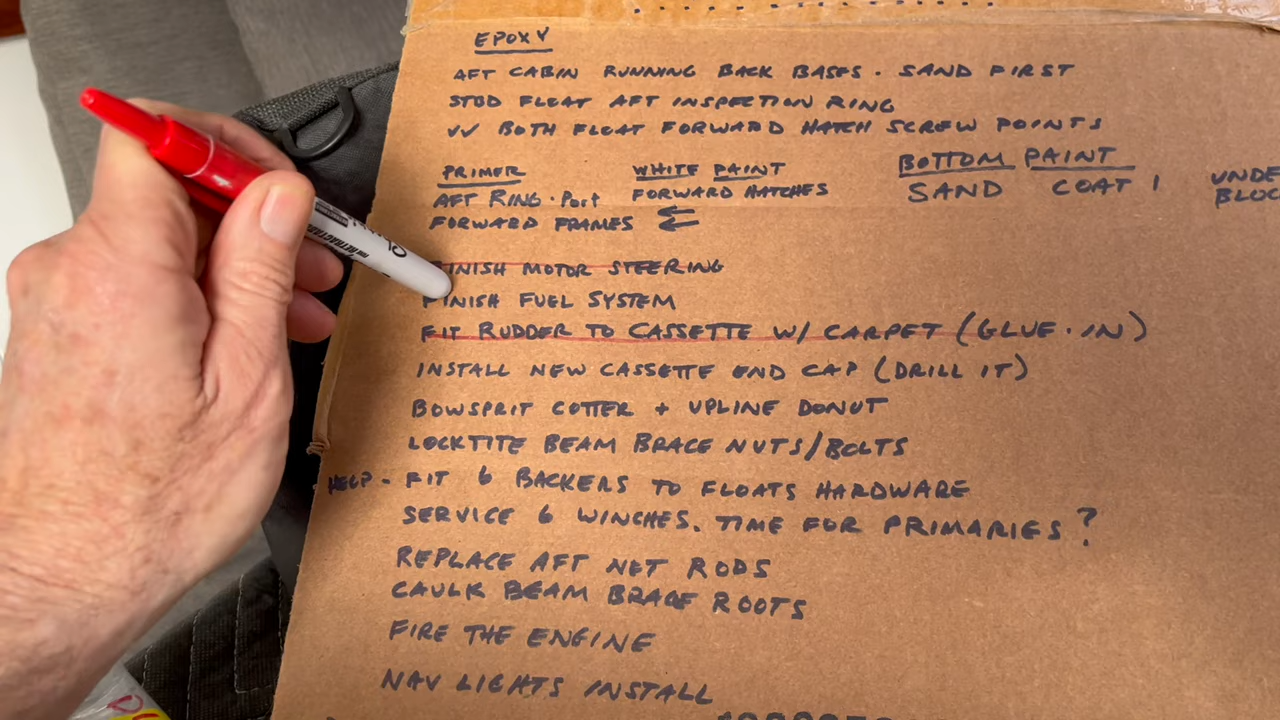 EPOXY
AFT CABIN RUNNING BACK BASES. SAND FIRST
STBD FLOAT AFT INSPECTION RING
VV BOTH FLOAT FORWARD HATCH SCREW POINTS
PRIMER
AFT RING. Port
FORWARD FRAMES
WHITE PAINT
FORWARD HATCHES
BOTTOM PAINT
SAND COAT 1
FINISH MOTOR STEERING
FINISH FUEL SYSTEM
FIT RUDDER TO CASSETTE W/ CARPET (GLUE. IN)
INSTALL NEW CASSETTE END CAP (DRILL IT)
BOWSPRIT COTTER + UPLINE DONUT
LOCKTITE BEAM BRACE NUTS/BOLTS
HELP - FIT 6 BACKERS TO FLOATS HARDWARE
SERVICE 6 WINCHES. TIME FOR PRIMARIES?
REPLACE AFT NET RODS
CAULK BEAM BRACE ROOTS
FIRE THE ENGINE
NAV LIGHTS INSTALL